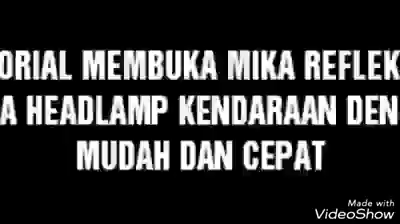 ORIAL MEMBUKA MIKA REFLEK
A HEADLAMP KENDARAAN DEN
MUDAH DAN CEPAT
Made with
VideoShow